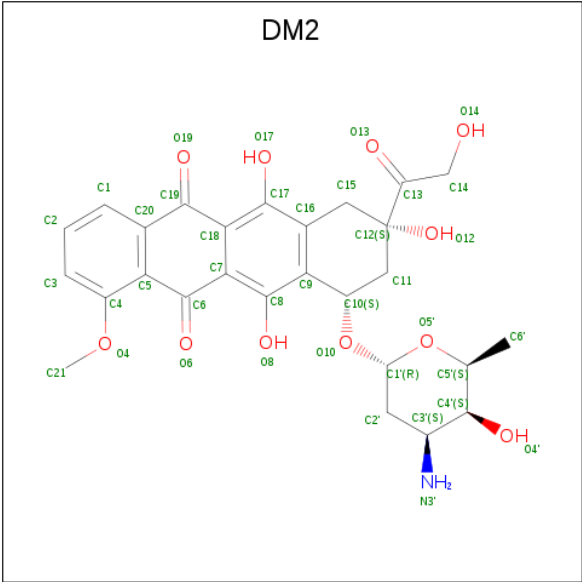 DM2
O14
OH
O19
O17
O13
O
HO
O
C1
C19
C17
C15
C13
C14
C2
C20
C16
C18
C12(S)
OH
O12
C7
C3
C5
C9
C11
C4
C6
C8
C10(S)
O
O
OH
O
O5'
O
C6'
O4
O6
O8
O10
C21
C1'(R)
C5'(S)
C4'(S)
C2'
C3'(S)
OH
O4'
NH2
N3'